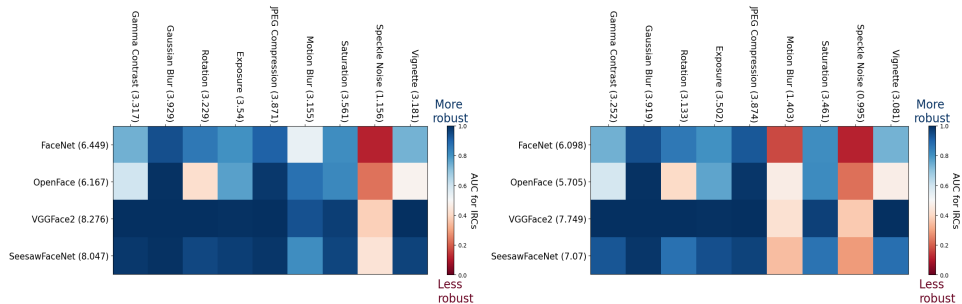 Gamma Contrast (3.317)
Gaussian Blur (3.929)
Rotation (3.229)
Exposure (3.54)
JPEG Compression (3.871)
Motion Blur (3.155)
Saturation (3.561)
Speckle Noise (1.156)
Vignette (3.181)
More
robust
FaceNet (6.449)
OpenFace (6.167)
VGGFace2 (8.276)
SeesawFaceNet (8.047)
1.0
0.8
0.6
0.4
0.2
0.0
AUC for IRCs
Less
robust
Gamma Contrast (3.252)
Gaussian Blur (3.919)
Rotation (3.133)
Exposure (3.502)
JPEG Compression (3.874)
Motion Blur (1.403)
Saturation (3.461)
Speckle Noise (0.995)
Vignette (3.081)
More
robust
FaceNet (6.098)
OpenFace (5.705)
VGGFace2 (7.749)
SeesawFaceNet (7.07)
1.0
0.8
0.6
0.4
0.2
0.0
AUC for IRCs
Less
robust